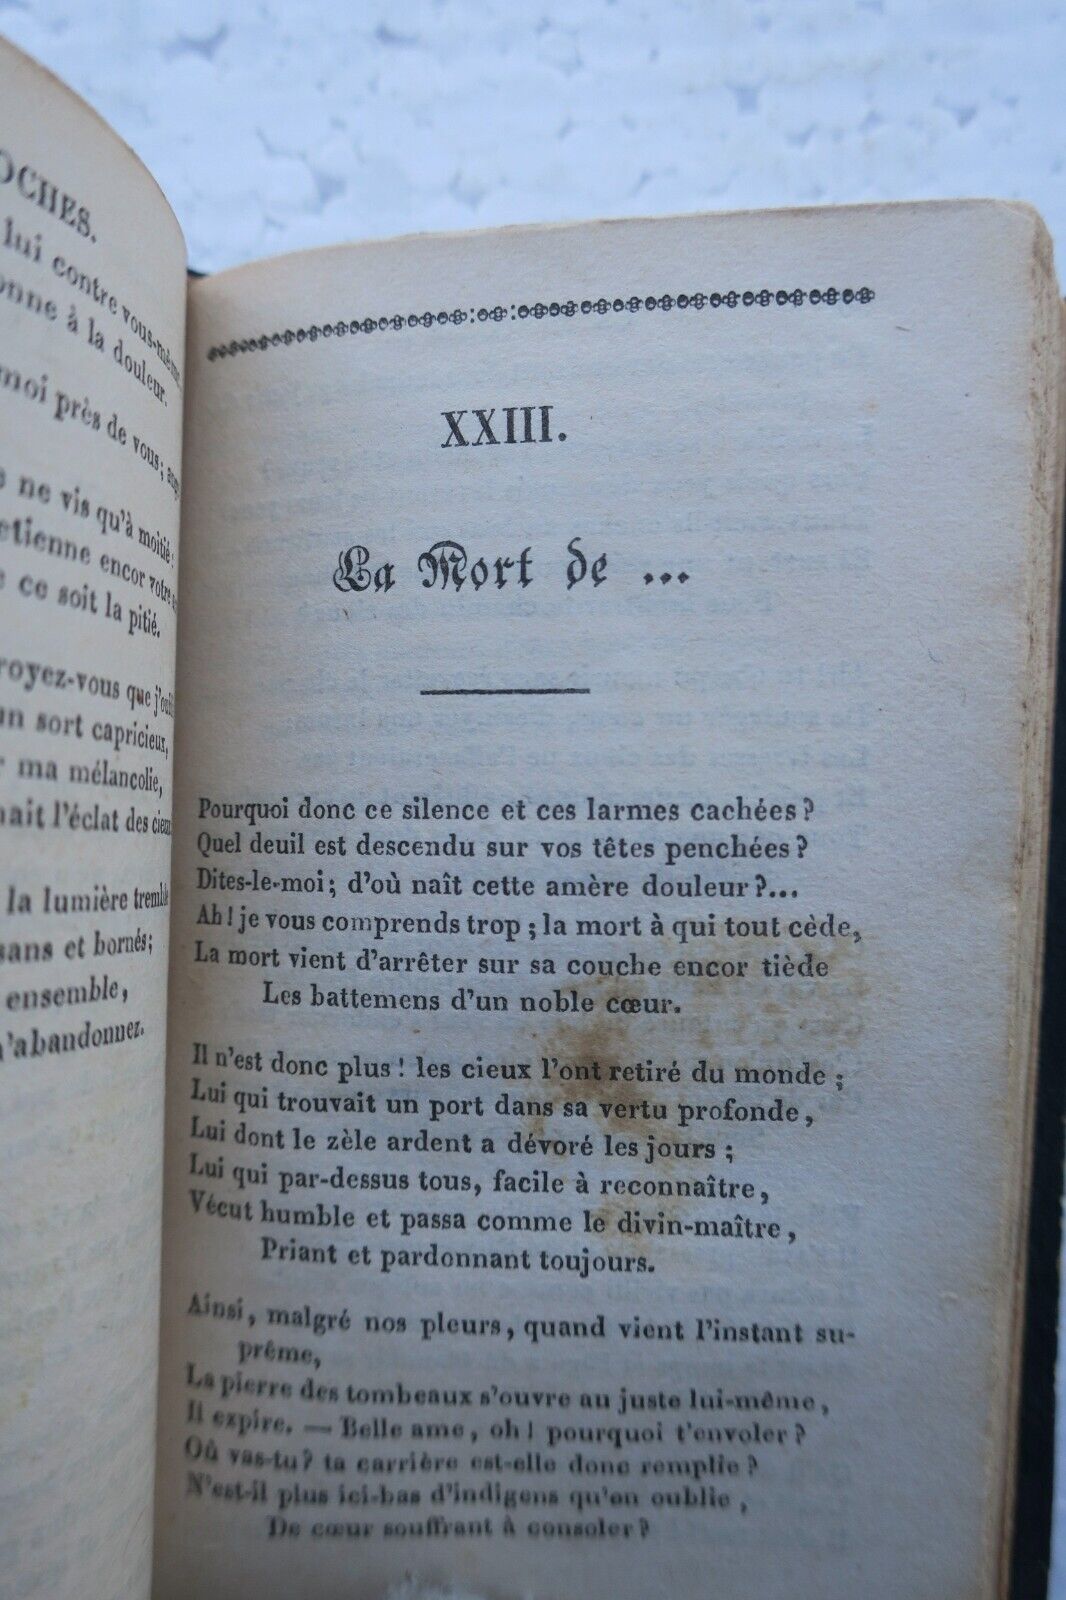 OCHES.
lui contre vous-même,
onne à la douleur.
moi près de vous;
ne vis qu'à moitié:
etienne encor votre
ce soit la pitié.
royez-vous que
un sort capricieux,
ma mélancolie,
nait l'éclat des cieux
la lumière tremble
sans et bornés;
ensemble,
m'abandonnez.
XXIII.
La Mort de ...
Pourquoi donc ce silence et ces larmes cachées?
Quel deuil est descendu sur vos têtes penchées?
Dites-le-moi; d'où naît cette amère douleur?...
Ah! je vous comprends trop; la mort à qui tout cède,
La mort vient d'arrêter sur sa couche encor tiède
Les battemens d'un noble cœur.
Il n'est donc plus! les cieux l'ont retiré du monde;
Lui qui trouvait un port dans sa vertu profonde,
Lui dont le zèle ardent a dévoré les jours;
Lui qui par-dessus tous, facile à reconnaître,
Vécut humble et passa comme le divin-maître,
Priant et pardonnant toujours.
Ainsi, malgré nos pleurs, quand vient l'instant su-
prême,
La pierre des tombeaux s'ouvre au juste lui-même,
Il expire. — Belle ame, oh! pourquoi t'envoler?
Où vas-tu? ta carrière est-elle donc remplie?
N'est-il plus ici-bas d'indigens qu'on oublie,
De cœur souffrant à consoler?